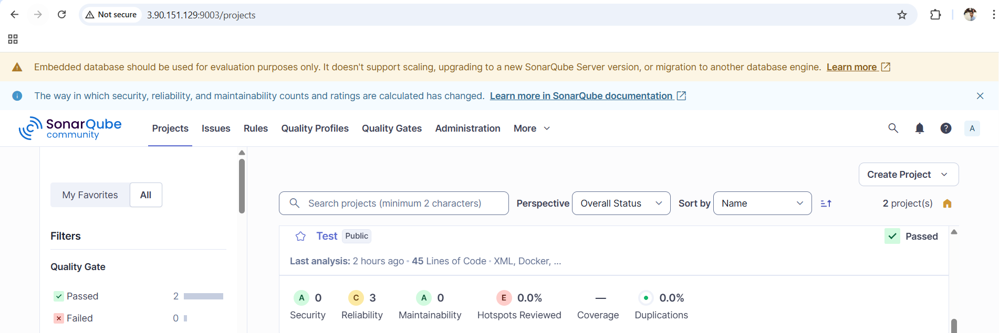 Not secure 3.90.151.129:9003/projects
Embedded database should be used for evaluation purposes only. It doesn't support scaling, upgrading to a new SonarQube Server version, or migration to another database engine. Learn more
The way in which security, reliability, and maintainability counts and ratings are calculated has changed. Learn more in SonarQube documentation
SonarQube community
Projects Issues Rules Quality Profiles Quality Gates Administration More ? A
Create Project
My Favorites All
Search projects (minimum 2 characters) Perspective Overall Status Sort by Name 2 project(s)
Filters
Test Public Passed
Last analysis: 2 hours ago • 45 Lines of Code • XML, Docker, ...
Quality Gate
Passed 2
Failed 0
A 0 C 3 A 0 E 0.0% — 0.0%
Security Reliability Maintainability Hotspots Reviewed Coverage Duplications